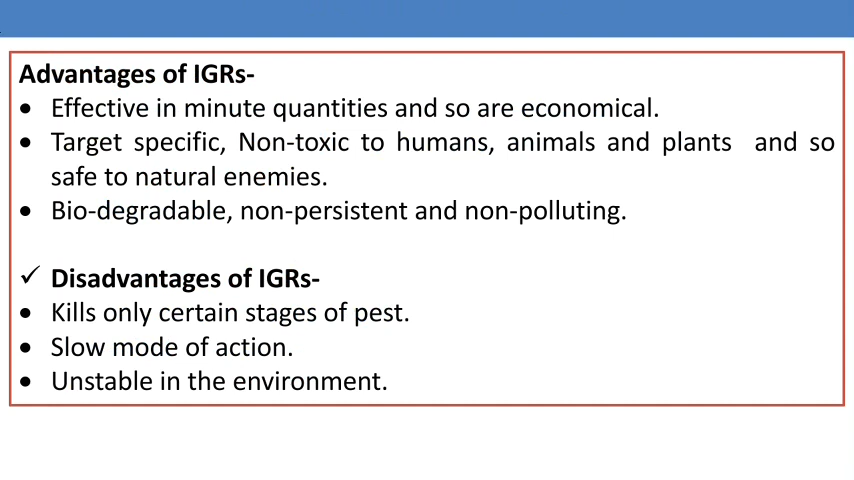 Advantages of IGRs-
• Effective in minute quantities and so are economical.
• Target specific, Non-toxic to humans, animals and plants and so
safe to natural enemies.
• Bio-degradable, non-persistent and non-polluting.
✓ Disadvantages of IGRs-
• Kills only certain stages of pest.
• Slow mode of action.
• Unstable in the environment.